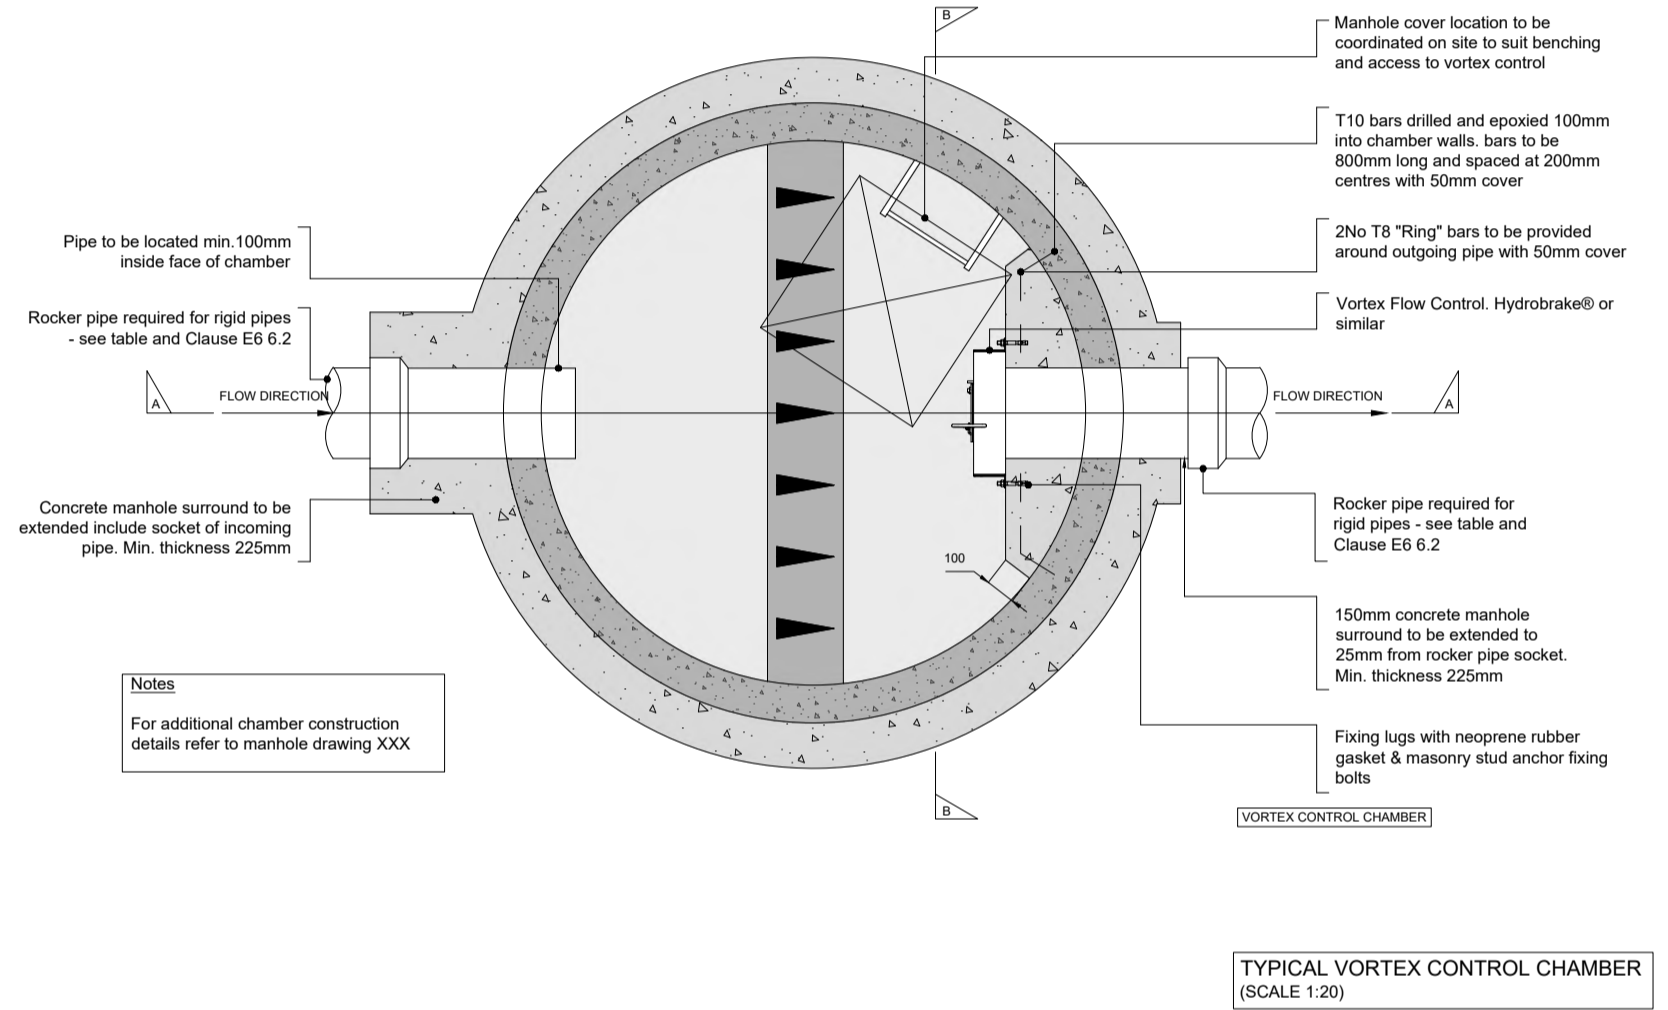 B
Manhole cover location to be
coordinated on site to suit benching
and access to vortex control
T10 bars drilled and epoxied 100mm
into chamber walls. bars to be
800mm long and spaced at 200mm
centres with 50mm cover
2No T8 "Ring" bars to be provided
around outgoing pipe with 50mm cover
Vortex Flow Control. Hydrobrake® or
similar
Pipe to be located min.100mm
inside face of chamber
Rocker pipe required for rigid pipes
- see table and Clause E6 6.2
A
FLOW DIRECTION
FLOW DIRECTION
A
Concrete manhole surround to be
extended include socket of incoming
pipe. Min. thickness 225mm
Rocker pipe required for
rigid pipes - see table and
Clause E6 6.2
100
150mm concrete manhole
surround to be extended to
25mm from rocker pipe socket.
Min. thickness 225mm
Notes
For additional chamber construction
details refer to manhole drawing XXX
Fixing lugs with neoprene rubber
gasket & masonry stud anchor fixing
bolts
B
VORTEX CONTROL CHAMBER
TYPICAL VORTEX CONTROL CHAMBER
(SCALE 1:20)